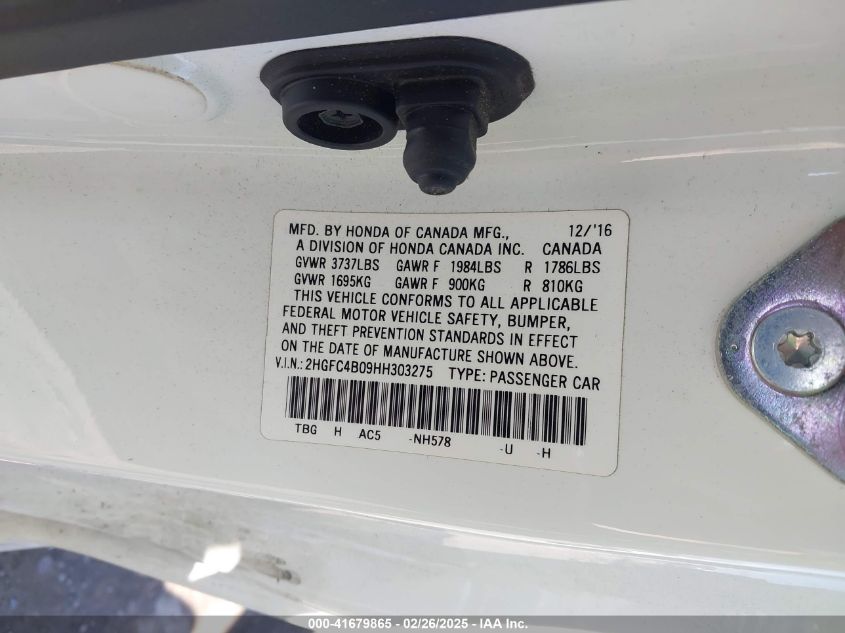 MFD. BY HONDA OF CANADA MFG., 12/'16
A DIVISION OF HONDA CANADA INC. CANADA
GVWR 3737LBS GAWR F 1984LBS R 1786LBS
GVWR 1695KG GAWR F 900KG R 810KG
THIS VEHICLE CONFORMS TO ALL APPLICABLE
FEDERAL MOTOR VEHICLE SAFETY, BUMPER,
AND THEFT PREVENTION STANDARDS IN EFFECT
ON THE DATE OF MANUFACTURE SHOWN ABOVE.
V.I.N.: 2HGFC4B09HH303275 TYPE: PASSENGER CAR
TBG H AC5 -NH578 -U -H
000-41679865 - 02/26/2025 - IAA Inc.